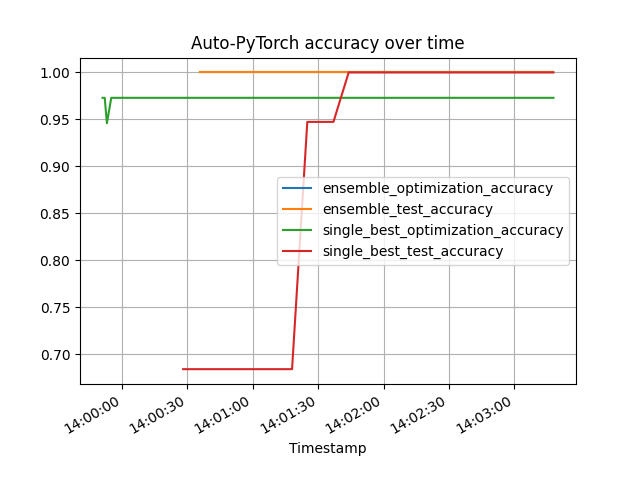 Auto-PyTorch accuracy over time
1.00
0.95
0.90
0.85
0.80
0.75
0.70
ensemble_optimization_accuracy
ensemble_test_accuracy
single_best_optimization_accuracy
single_best_test_accuracy
14:00:00
14:00:30
14:01:00
14:01:30
14:02:00
14:02:30
14:03:00
Timestamp